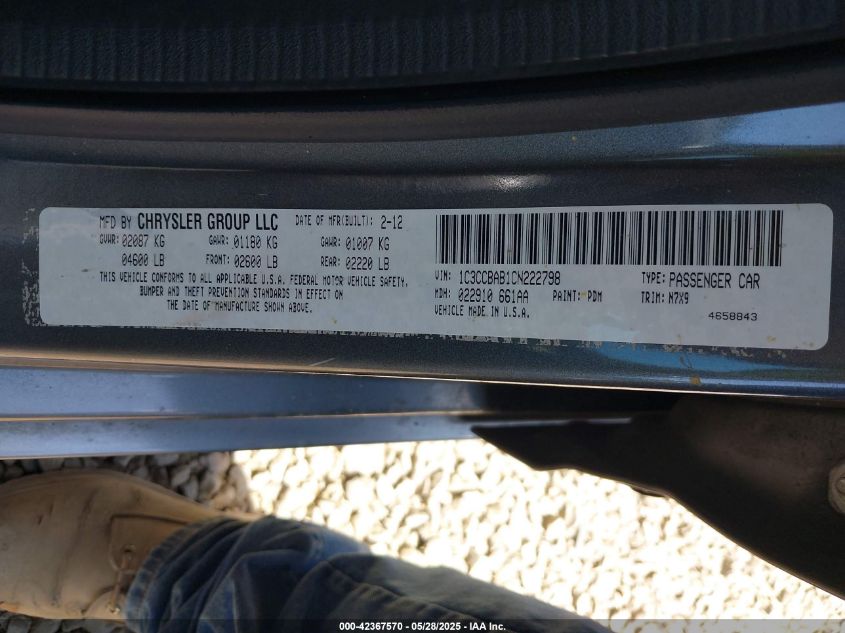 MFD BY CHRYSLER GROUP LLC DATE OF MFR(BUILT): 2-12
GVWR: 02087 KG GAWR: 01180 KG GAWR: 01007 KG
04600 LB FRONT: 02600 LB REAR: 02220 LB
THIS VEHICLE CONFORMS TO ALL APPLICABLE U.S.A. FEDERAL MOTOR VEHICLE SAFETY,
BUMPER AND THEFT PREVENTION STANDARDS IN EFFECT ON
THE DATE OF MANUFACTURE SHOWN ABOVE.
VIN: 1C3CCBAB1CN222798 TYPE: PASSENGER CAR
MDH: 022910 661AA PAINT: PDM TRIM: N7X9
VEHICLE MADE IN U.S.A. 4658843
000-42367570 - 05/28/2025 - IAA Inc.